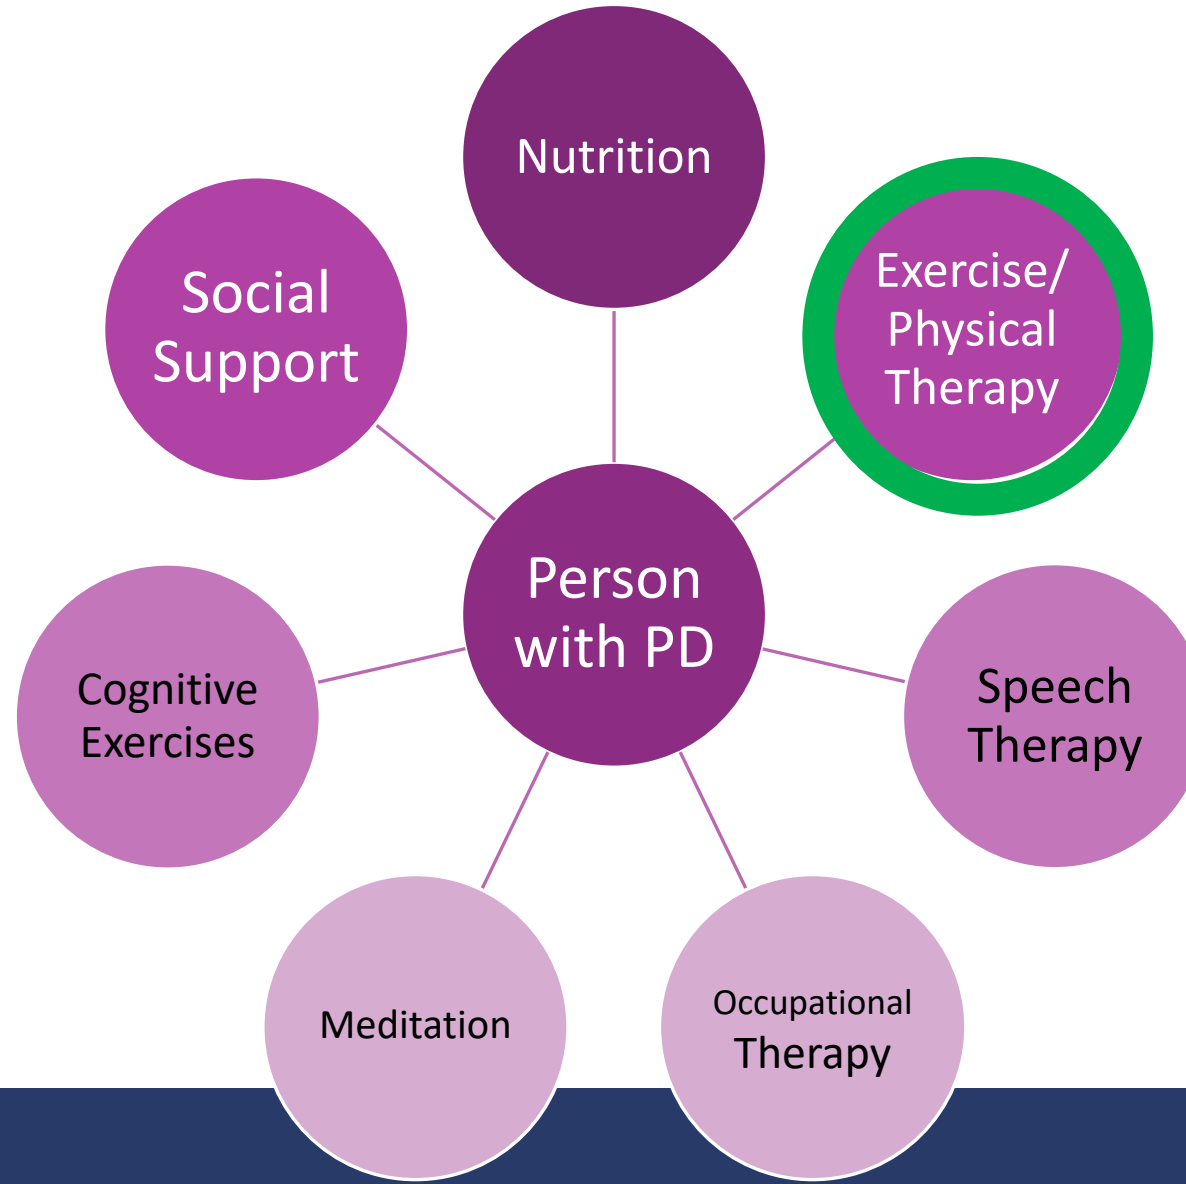 Nutrition
Exercise/
Physical
Therapy
Social
Support
Person
with PD
Speech
Therapy
Cognitive
Exercises
Occupational
Therapy
Meditation